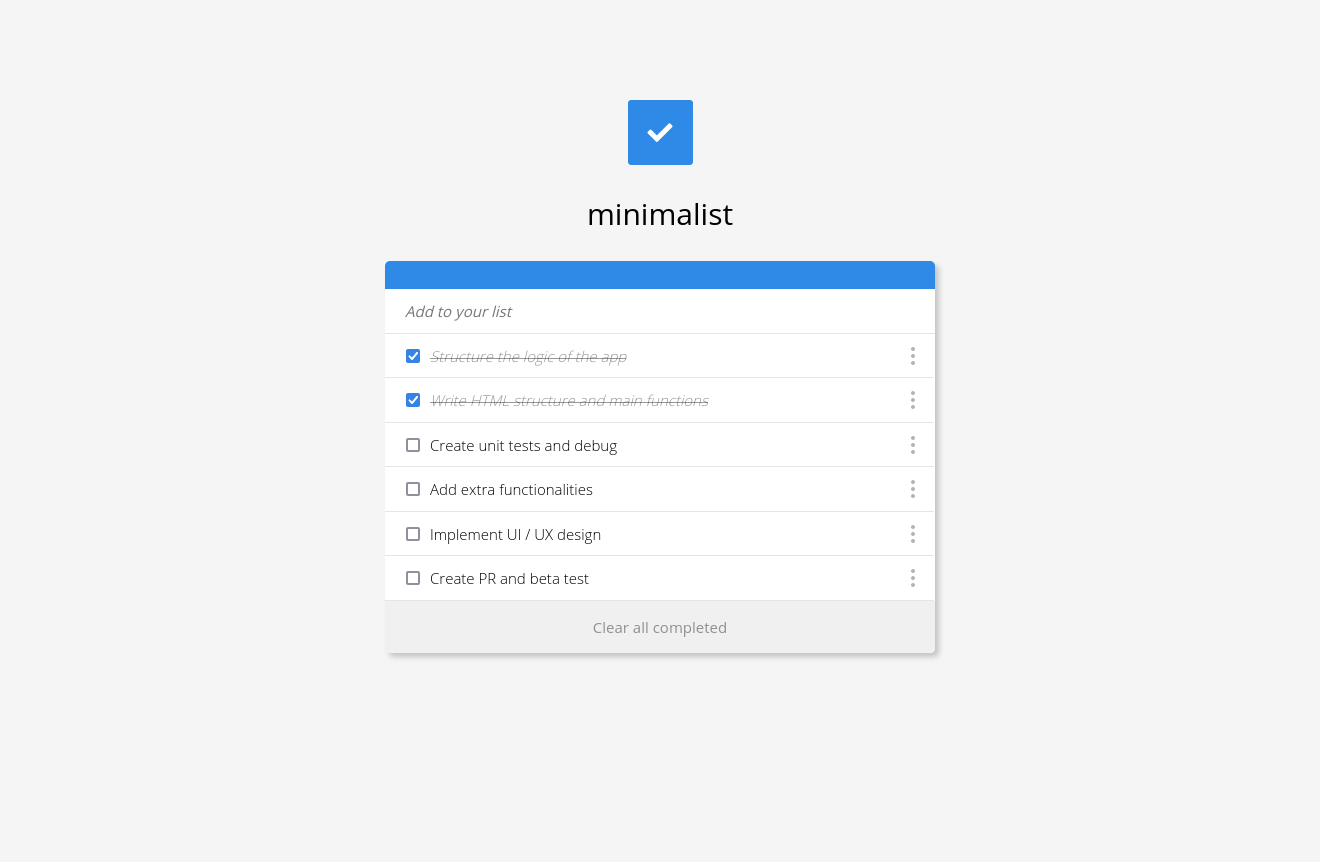 minimalist
Add to your list
Structure the logic of the app
Write HTML structure and main functions
Create unit tests and debug
Add extra functionalities
Implement UI / UX design
Create PR and beta test
Clear all completed